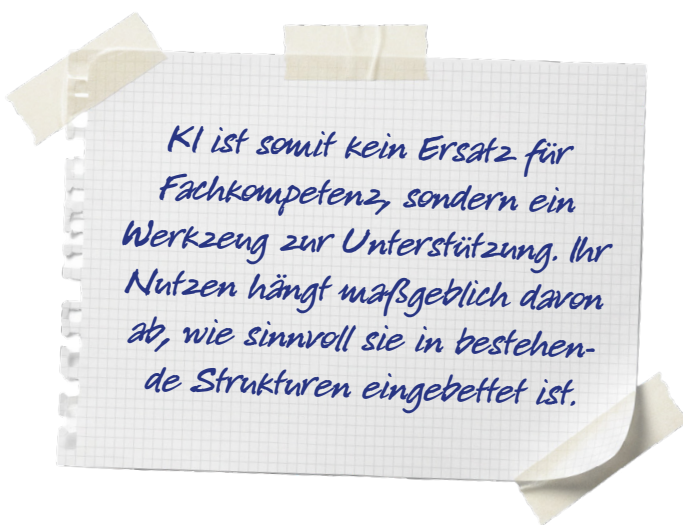 KI ist somit kein Ersatz für
Fachkompetenz, sondern ein
Werkzeug zur Unterstützung. Ihr
Nutzen hängt maßgeblich davon
ab, wie sinnvoll sie in bestehen-
de Strukturen eingebettet ist.